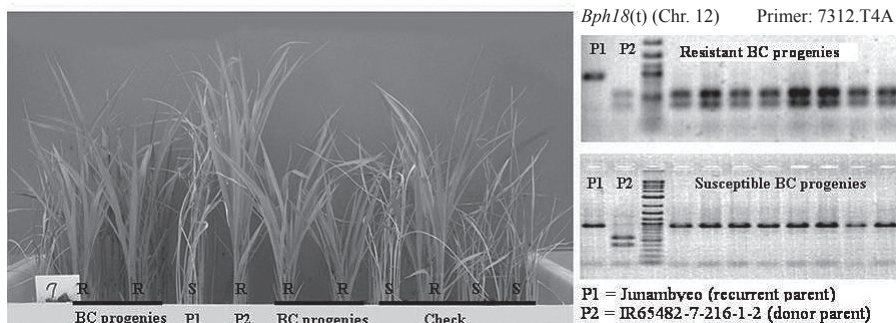 Bph18(t) (Chr. 12) Primer: 7312.T4A
P1 P2 Resistant BC progenies
P1 P2 Susceptible BC progenies
7 R R S R R R S R S S
BC progenies P1 P2 BC progenies Check
P1 = Junambyeo (recurrent parent)
P2 = IR65482-7-216-1-2 (donor parent)